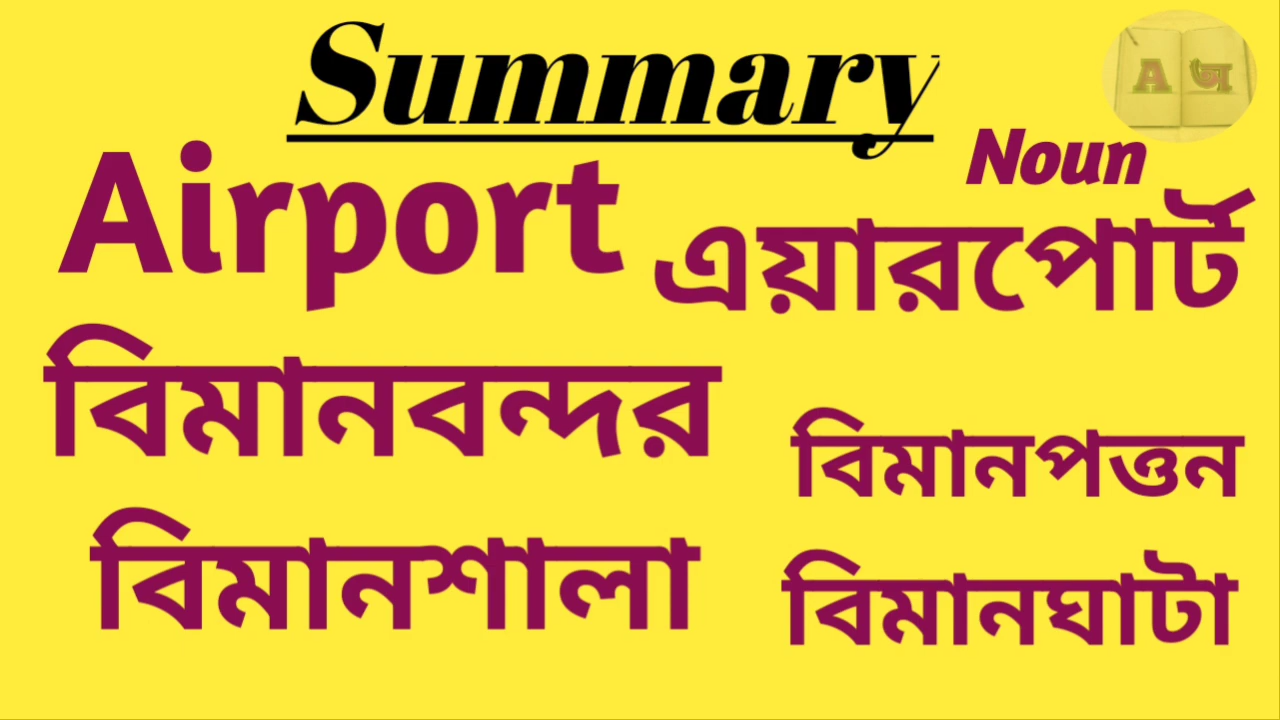 Summary
A অ
Noun
Airport এয়ারপোর্ট
বিমানবন্দর
বিমানপত্তন
বিমানশালা
বিমানঘাটা